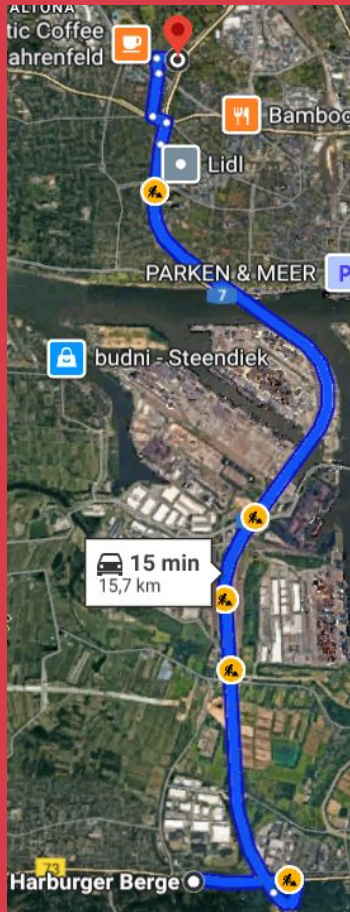 ALTONA
tic Coffee
ahrenfeld
Bamboo
Lidl
PARKEN & MEER P
7
budni - Steendiek
15 min
15,7 km
73
Harburger Berge